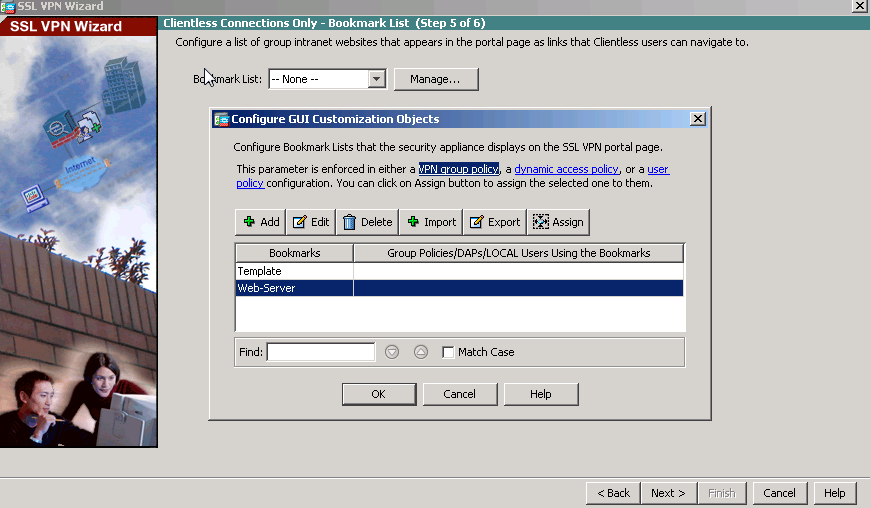 SSL VPN Wizard
SSL VPN Wizard
Clientless Connections Only - Bookmark List (Step 5 of 6)
Configure a list of group intranet websites that appears in the portal page as links that Clientless users can navigate to.
Bookmark List: -- None -- Manage...
Internet
Configure GUI Customization Objects
Configure Bookmark Lists that the security appliance displays on the SSL VPN portal page.
This parameter is enforced in either a VPN group policy, a dynamic access policy, or a user
policy configuration. You can click on Assign button to assign the selected one to them.
Add Edit Delete Import Export Assign
Bookmarks Group Policies/DAPs/LOCAL Users Using the Bookmarks
Template
Web-Server
Find: Match Case
OK Cancel Help
< Back Next > Finish Cancel Help